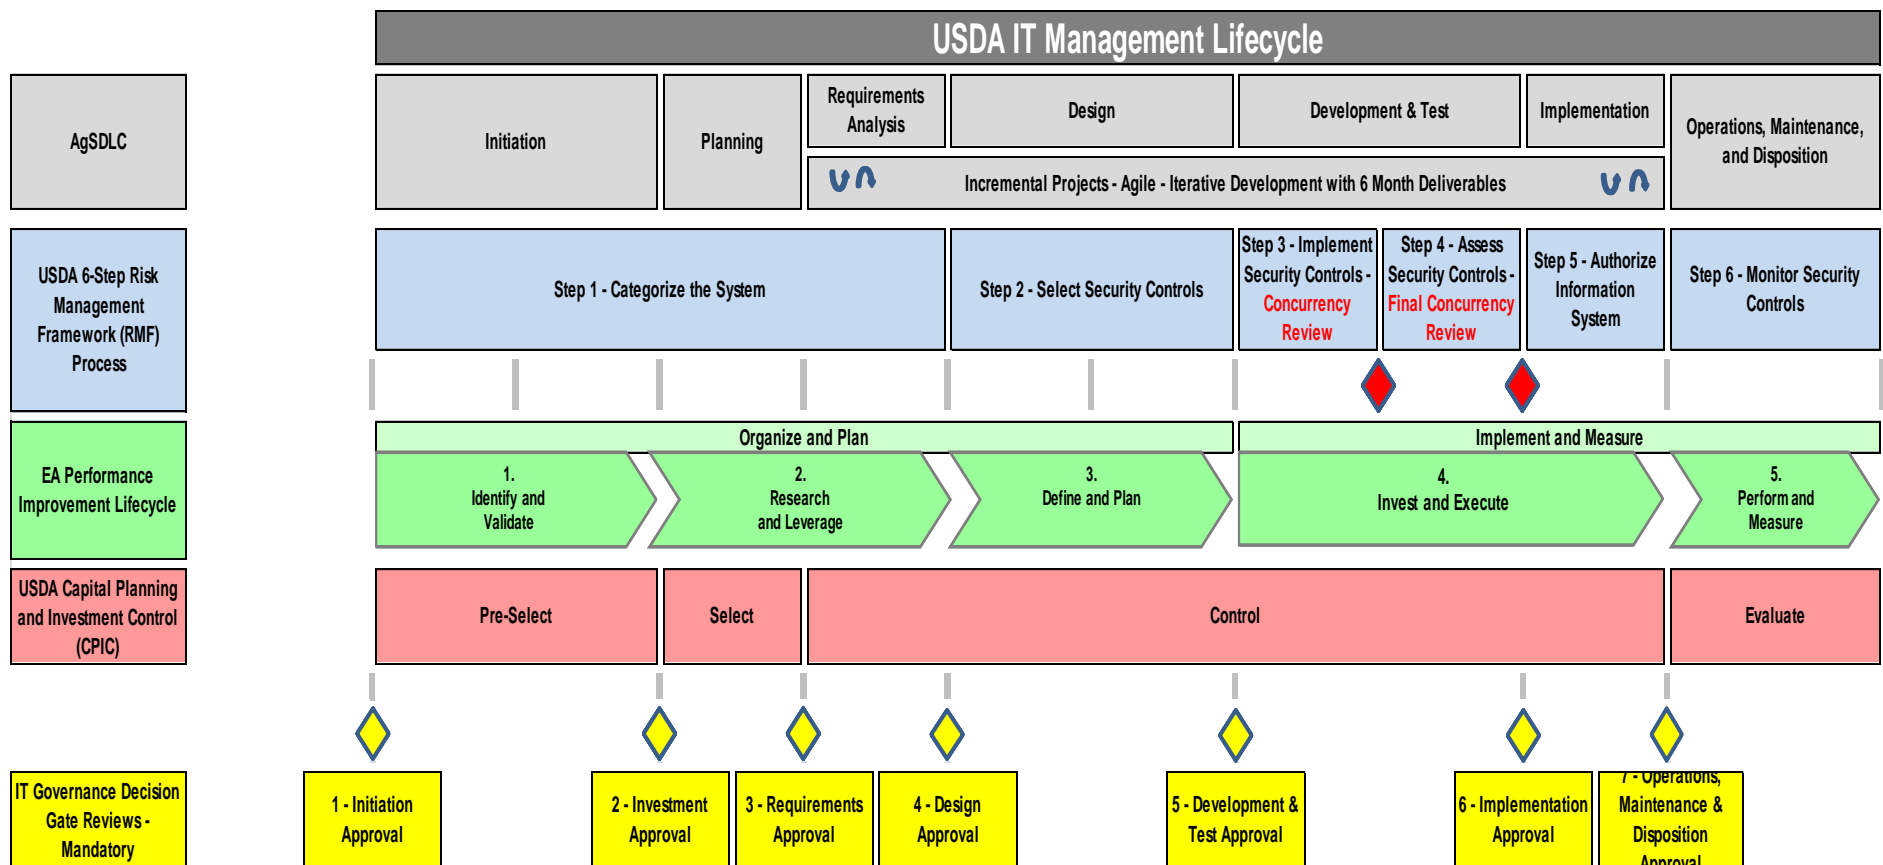 USDA IT Management Lifecycle
AgSDLC
Initiation
Planning
Requirements
Analysis
Design
Development & Test
Implementation
Operations, Maintenance,
and Disposition
Incremental Projects - Agile - Iterative Development with 6 Month Deliverables
USDA 6-Step Risk
Management
Framework (RMF)
Process
Step 1 - Categorize the System
Step 2 - Select Security Controls
Step 3 - Implement
Security Controls -
Concurrency
Review
Step 4 - Assess
Security Controls -
Final Concurrency
Review
Step 5 - Authorize
Information
System
Step 6 - Monitor Security
Controls
EA Performance
Improvement Lifecycle
Organize and Plan
Implement and Measure
1.
Identify and
Validate
2.
Research
and Leverage
3.
Define and Plan
4.
Invest and Execute
5.
Perform and
Measure
USDA Capital Planning
and Investment Control
(CPIC)
Pre-Select
Select
Control
Evaluate
IT Governance Decision
Gate Reviews -
Mandatory
1 - Initiation
Approval
2 - Investment
Approval
3 - Requirements
Approval
4 - Design
Approval
5 - Development &
Test Approval
6 - Implementation
Approval
7 - Operations,
Maintenance &
Disposition
Approval